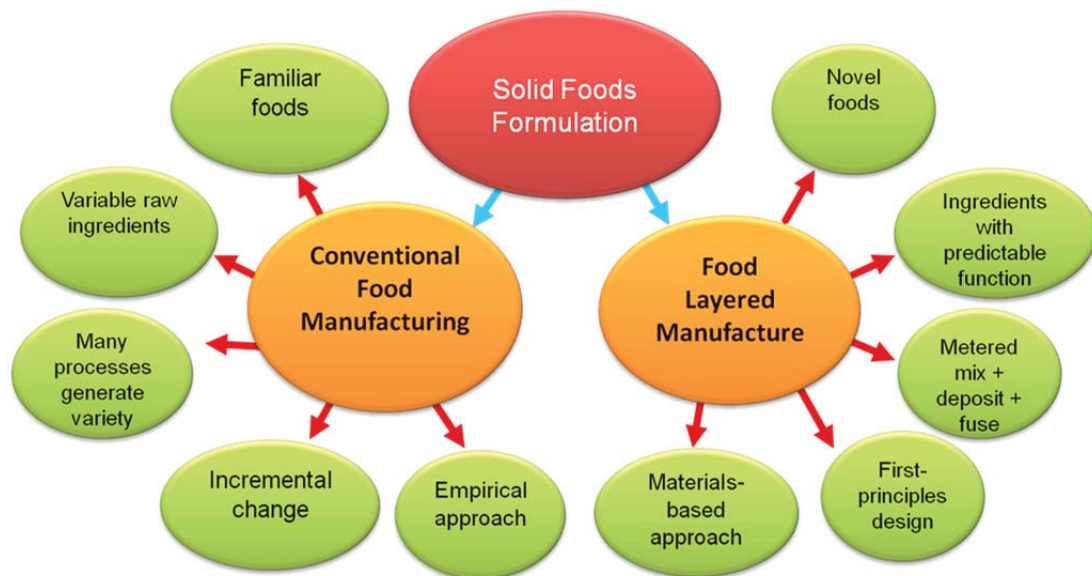 Solid Foods
Formulation
Familiar
foods
Variable raw
ingredients
Many
processes
generate
variety
Incremental
change
Empirical
approach
Conventional
Food
Manufacturing
Food
Layered
Manufacture
Novel
foods
Ingredients
with
predictable
function
Metered
mix +
deposit +
fuse
First-
principles
design
Materials-
based
approach